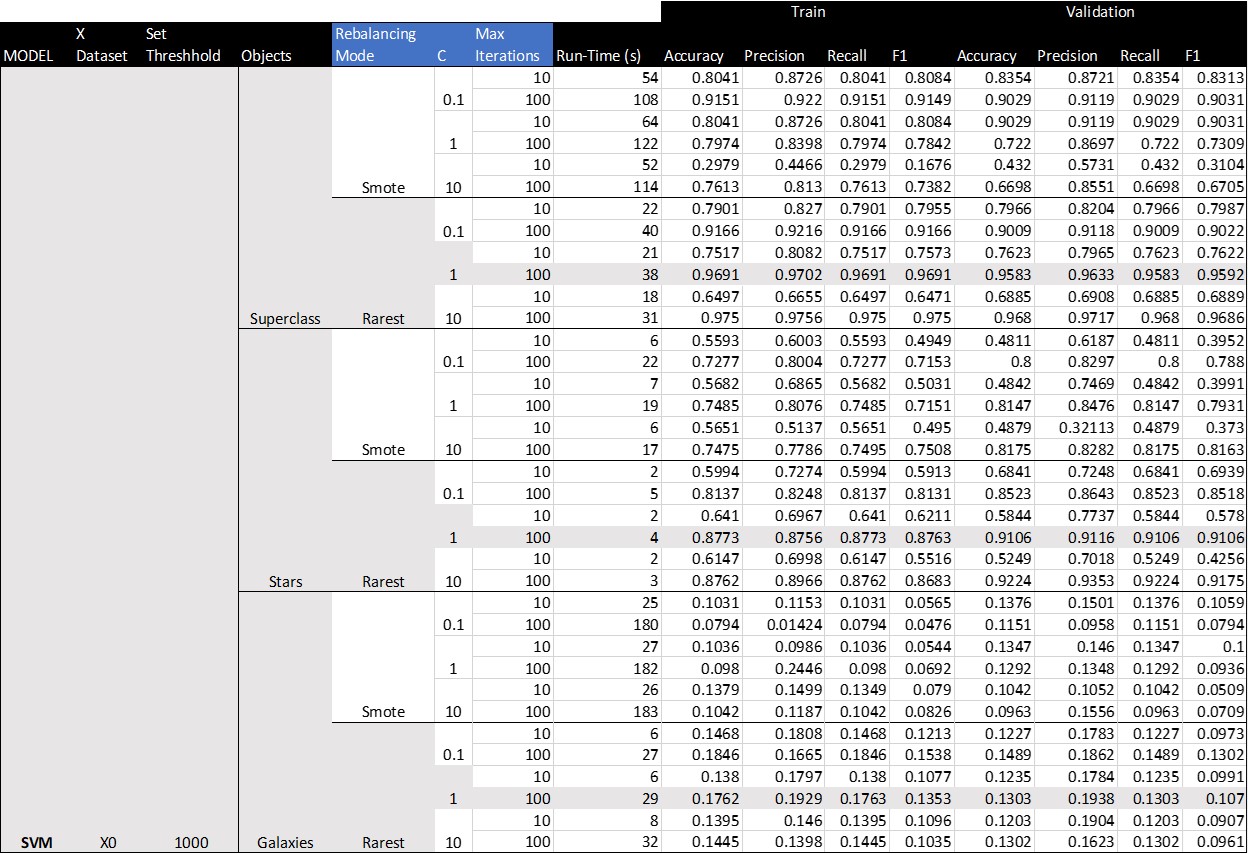 Train Validation
X Set Rebalancing Max
MODEL Dataset Threshhold Objects Mode C Iterations Run-Time (s) Accuracy Precision Recall F1 Accuracy Precision Recall F1
10 54 0.8041 0.8726 0.8041 0.8084 0.8354 0.8721 0.8354 0.8313
0.1 100 108 0.9151 0.922 0.9151 0.9149 0.9029 0.9119 0.9029 0.9031
10 64 0.8041 0.8726 0.8041 0.8084 0.9029 0.9119 0.9029 0.9031
1 100 122 0.7974 0.8398 0.7974 0.7842 0.722 0.8697 0.722 0.7309
10 52 0.2979 0.4466 0.2979 0.1676 0.432 0.5731 0.432 0.3104
Smote 10 100 114 0.7613 0.813 0.7613 0.7382 0.6698 0.8551 0.6698 0.6705
10 22 0.7901 0.827 0.7901 0.7955 0.7966 0.8204 0.7966 0.7987
0.1 100 40 0.9166 0.9216 0.9166 0.9166 0.9009 0.9118 0.9009 0.9022
10 21 0.7517 0.8082 0.7517 0.7573 0.7623 0.7965 0.7623 0.7622
1 100 38 0.9691 0.9702 0.9691 0.9691 0.9583 0.9633 0.9583 0.9592
10 18 0.6497 0.6655 0.6497 0.6471 0.6885 0.6908 0.6885 0.6889
Superclass Rarest 10 100 31 0.975 0.9756 0.975 0.975 0.968 0.9717 0.968 0.9686
10 6 0.5593 0.6003 0.5593 0.4949 0.4811 0.6187 0.4811 0.3952
0.1 100 22 0.7277 0.8004 0.7277 0.7153 0.8 0.8297 0.8 0.788
10 7 0.5682 0.6865 0.5682 0.5031 0.4842 0.7469 0.4842 0.3991
1 100 19 0.7485 0.8076 0.7485 0.7151 0.8147 0.8476 0.8147 0.7931
10 6 0.5651 0.5137 0.5651 0.495 0.4879 0.32113 0.4879 0.373
Smote 10 100 17 0.7475 0.7786 0.7495 0.7508 0.8175 0.8282 0.8175 0.8163
10 2 0.5994 0.7274 0.5994 0.5913 0.6841 0.7248 0.6841 0.6939
0.1 100 5 0.8137 0.8248 0.8137 0.8131 0.8523 0.8643 0.8523 0.8518
10 2 0.641 0.6967 0.641 0.6211 0.5844 0.7737 0.5844 0.578
1 100 4 0.8773 0.8756 0.8773 0.8763 0.9106 0.9116 0.9106 0.9106
10 2 0.6147 0.6998 0.6147 0.5516 0.5249 0.7018 0.5249 0.4256
Stars Rarest 10 100 3 0.8762 0.8966 0.8762 0.8683 0.9224 0.9353 0.9224 0.9175
10 25 0.1031 0.1153 0.1031 0.0565 0.1376 0.1501 0.1376 0.1059
0.1 100 180 0.0794 0.01424 0.0794 0.0476 0.1151 0.0958 0.1151 0.0794
10 27 0.1036 0.0986 0.1036 0.0544 0.1347 0.146 0.1347 0.1
1 100 182 0.098 0.2446 0.098 0.0692 0.1292 0.1348 0.1292 0.0936
10 26 0.1379 0.1499 0.1349 0.079 0.1042 0.1052 0.1042 0.0509
Smote 10 100 183 0.1042 0.1187 0.1042 0.0826 0.0963 0.1556 0.0963 0.0709
10 6 0.1468 0.1808 0.1468 0.1213 0.1227 0.1783 0.1227 0.0973
0.1 100 27 0.1846 0.1665 0.1846 0.1538 0.1489 0.1862 0.1489 0.1302
10 6 0.138 0.1797 0.138 0.1077 0.1235 0.1784 0.1235 0.0991
1 100 29 0.1762 0.1929 0.1763 0.1353 0.1303 0.1938 0.1303 0.107
10 8 0.1395 0.146 0.1395 0.1096 0.1203 0.1904 0.1203 0.0907
SVM X0 1000 Galaxies Rarest 10 100 32 0.1445 0.1398 0.1445 0.1035 0.1302 0.1623 0.1302 0.0961